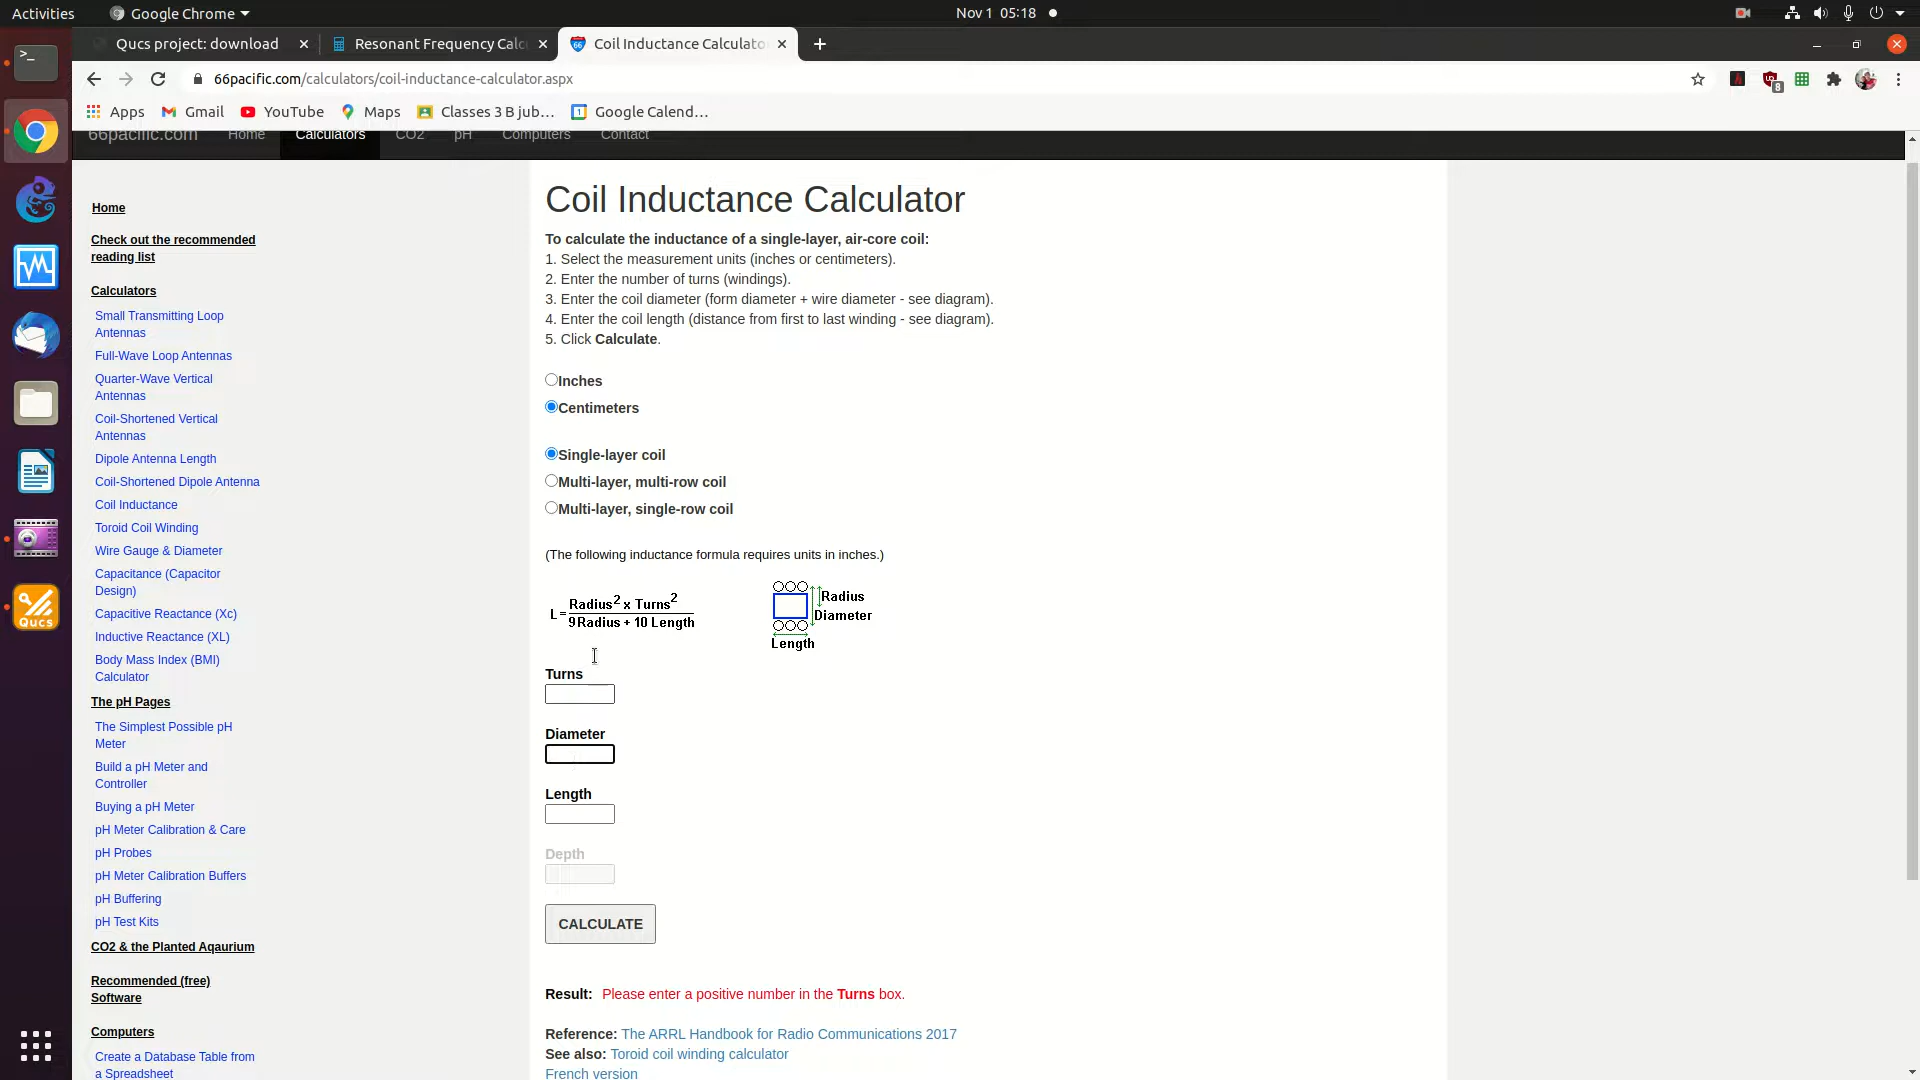 Activities
Google Chrome
Nov 1 05:18
Qucs project: download
Resonant Frequency Calc
Coil Inductance Calculato
66pacific.com/calculators/coil-inductance-calculator.aspx
8
Apps
Gmail
YouTube
Maps
Classes 3 B jub...
Google Calend...
66pacific.com
Home
Calculators
CO2
pH
Computers
Contact
Home
Check out the recommended
reading list
Calculators
Small Transmitting Loop
Antennas
Full-Wave Loop Antennas
Quarter-Wave Vertical
Antennas
Coil-Shortened Vertical
Antennas
Dipole Antenna Length
Coil-Shortened Dipole Antenna
Coil Inductance
Toroid Coil Winding
Wire Gauge & Diameter
Capacitance (Capacitor
Design)
Capacitive Reactance (Xc)
Inductive Reactance (XL)
Body Mass Index (BMI)
Calculator
The pH Pages
The Simplest Possible pH
Meter
Build a pH Meter and
Controller
Buying a pH Meter
pH Meter Calibration & Care
pH Probes
pH Meter Calibration Buffers
pH Buffering
pH Test Kits
CO2 & the Planted Aqaurium
Recommended (free)
Software
Computers
Create a Database Table from
a Spreadsheet
Coil Inductance Calculator
To calculate the inductance of a single-layer, air-core coil:
1. Select the measurement units (inches or centimeters).
2. Enter the number of turns (windings).
3. Enter the coil diameter (form diameter + wire diameter - see diagram).
4. Enter the coil length (distance from first to last winding - see diagram).
5. Click Calculate.
Inches
Centimeters
Single-layer coil
Multi-layer, multi-row coil
Multi-layer, single-row coil
(The following inductance formula requires units in inches.)
L = Radius² x Turns²
9 Radius + 10 Length
Radius
Diameter
Length
Turns
Diameter
Length
Depth
CALCULATE
Result: Please enter a positive number in the Turns box.
Reference: The ARRL Handbook for Radio Communications 2017
See also: Toroid coil winding calculator
French version